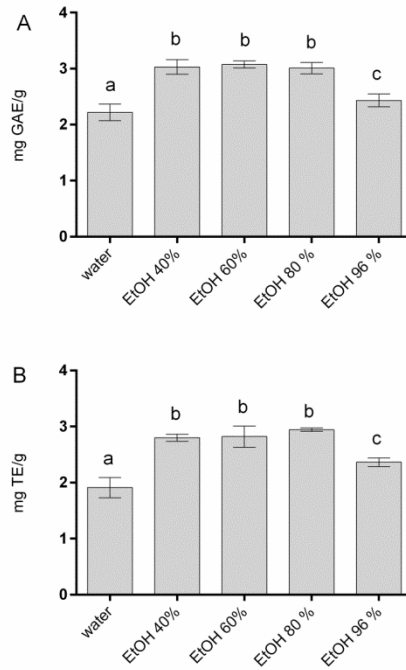 A
mg GAE/g
4
3
2
1
0
a
b
b
b
c
water
EtOH 40%
EtOH 60%
EtOH 80 %
EtOH 96 %
B
mg TE/g
4
3
2
1
0
a
b
b
b
c
water
EtOH 40%
EtOH 60%
EtOH 80 %
EtOH 96 %